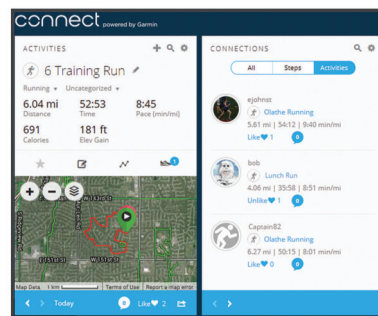 connect powered by Garmin
ACTIVITIES
6 Training Run
Running Uncategorized
6.04 mi 52:53 8:45
Distance Time Pace (min/mi)
691 181 ft
Calories Elev Gain
1
W 143rd St
W 151st St
Map Data 1 km Terms of Use Report a map error
Today 0 Like 2
CONNECTIONS
All Steps Activities
ejohnst
Olathe Running
5.61 mi | 54:12 | 9:40 min/mi
Like 1 0
bob
Lunch Run
4.06 mi | 35:58 | 8:51 min/mi
Unlike 1 0
Captain82
Olathe Running
6.27 mi | 50:15 | 8:01 min/mi
Like 0 0